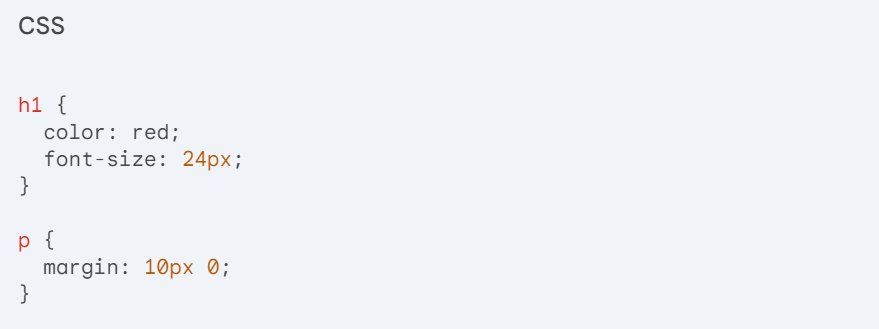 CSS
h1 {
  color: red;
  font-size: 24px;
}
p {
  margin: 10px 0;
}